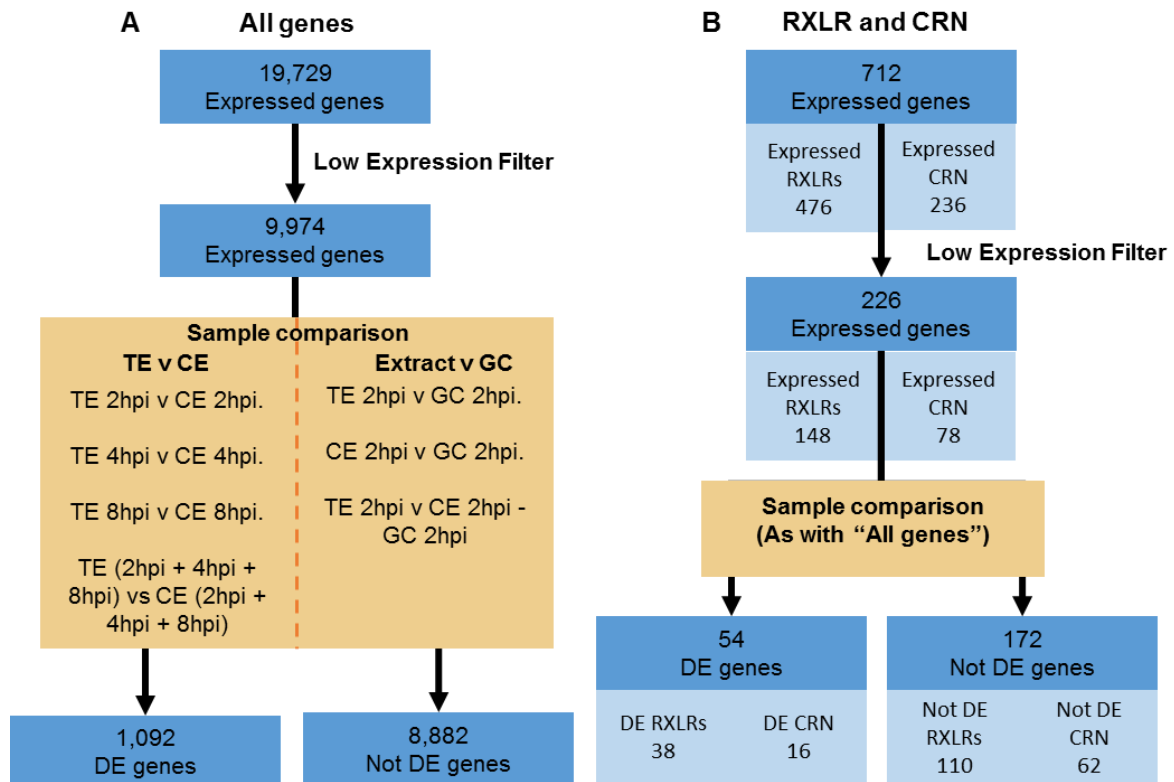 A All genes
19,729
Expressed genes
Low Expression Filter
9,974
Expressed genes
Sample comparison
TE v CE
TE 2hpi v CE 2hpi.
TE 4hpi v CE 4hpi.
TE 8hpi v CE 8hpi.
TE (2hpi + 4hpi +
8hpi) vs CE (2hpi +
4hpi + 8hpi)
Extract v GC
TE 2hpi v GC 2hpi.
CE 2hpi v GC 2hpi.
TE 2hpi v CE 2hpi -
GC 2hpi
1,092
DE genes
8,882
Not DE genes
B RXLR and CRN
712
Expressed genes
Expressed
RXLRs
476
Expressed
CRN
236
Low Expression Filter
226
Expressed genes
Expressed
RXLRs
148
Expressed
CRN
78
Sample comparison
(As with “All genes”)
54
DE genes
DE RXLRs
38
DE CRN
16
172
Not DE genes
Not DE
RXLRs
110
Not DE
CRN
62